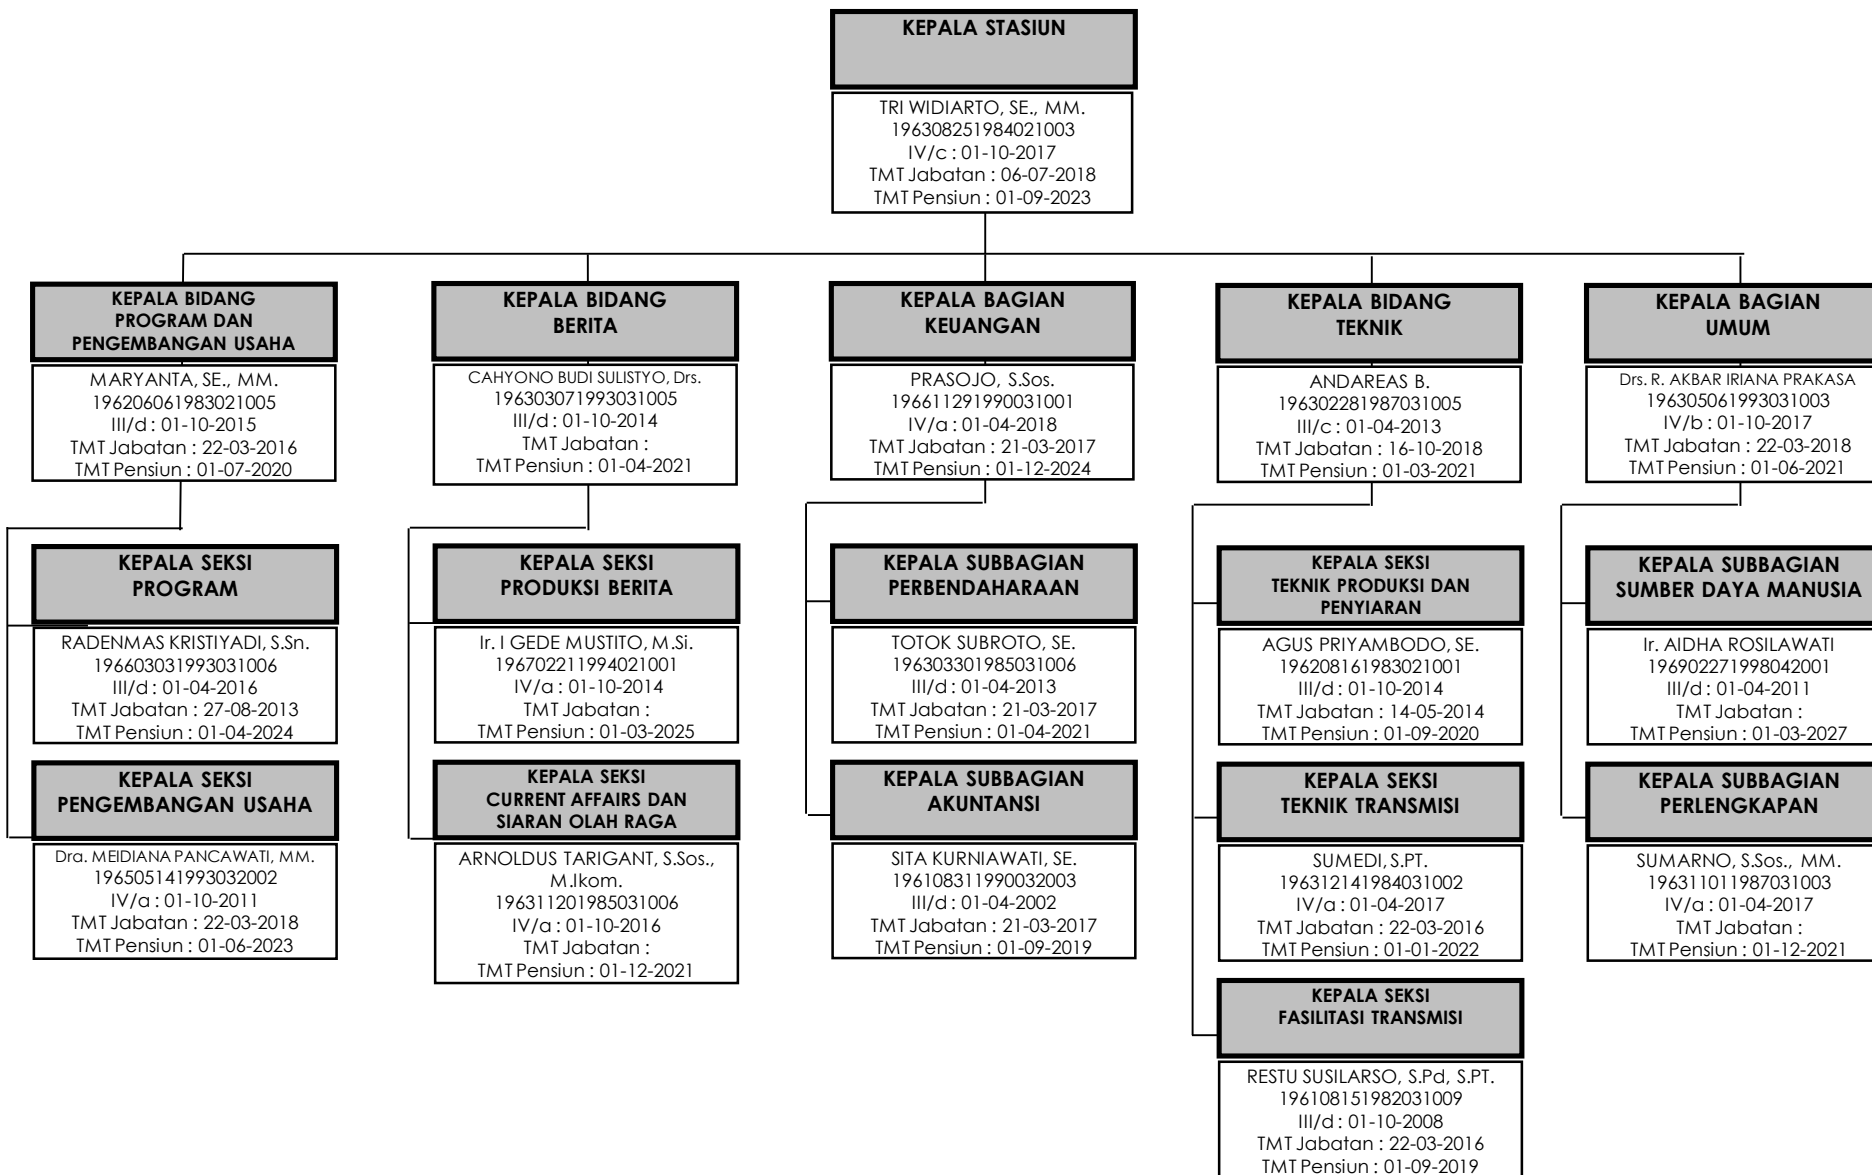 KEPALA STASIUN
TRI WIDIARTO, SE., MM.
196308251984021003
IV/c : 01-10-2017
TMT Jabatan : 06-07-2018
TMT Pensiun : 01-09-2023
KEPALA BIDANG
PROGRAM DAN
PENGEMBANGAN USAHA
MARYANTA, SE., MM.
196206061983021005
III/d : 01-10-2015
TMT Jabatan : 22-03-2016
TMT Pensiun : 01-07-2020
KEPALA SEKSI
PROGRAM
RADENMAS KRISTIYADI, S.Sn.
196603031993031006
III/d : 01-04-2016
TMT Jabatan : 27-08-2013
TMT Pensiun : 01-04-2024
KEPALA SEKSI
PENGEMBANGAN USAHA
Dra. MEIDIANA PANCAWATI, MM.
196505141993032002
IV/a : 01-10-2011
TMT Jabatan : 22-03-2018
TMT Pensiun : 01-06-2023
KEPALA BIDANG
BERITA
CAHYONO BUDI SULISTYO, Drs.
196303071993031005
III/d : 01-10-2014
TMT Jabatan :
TMT Pensiun : 01-04-2021
KEPALA SEKSI
PRODUKSI BERITA
Ir. I GEDE MUSTITO, M.Si.
196702211994021001
IV/a : 01-10-2014
TMT Jabatan :
TMT Pensiun : 01-03-2025
KEPALA SEKSI
CURRENT AFFAIRS DAN
SIARAN OLAH RAGA
ARNOLDUS TARIGANT, S.Sos.,
M.Ikom.
196311201985031006
IV/a : 01-10-2016
TMT Jabatan :
TMT Pensiun : 01-12-2021
KEPALA BAGIAN
KEUANGAN
PRASOJO, S.Sos.
196611291990031001
IV/a : 01-04-2018
TMT Jabatan : 21-03-2017
TMT Pensiun : 01-12-2024
KEPALA SUBBAGIAN
PERBENDAHARAAN
TOTOK SUBROTO, SE.
196303301985031006
III/d : 01-04-2013
TMT Jabatan : 21-03-2017
TMT Pensiun : 01-04-2021
KEPALA SUBBAGIAN
AKUNTANSI
SITA KURNIAWATI, SE.
196108311990032003
III/d : 01-04-2002
TMT Jabatan : 21-03-2017
TMT Pensiun : 01-09-2019
KEPALA BIDANG
TEKNIK
ANDAREAS B.
196302281987031005
III/c : 01-04-2013
TMT Jabatan : 16-10-2018
TMT Pensiun : 01-03-2021
KEPALA SEKSI
TEKNIK PRODUKSI DAN
PENYIARAN
AGUS PRIYAMBODO, SE.
196208161983021001
III/d : 01-10-2014
TMT Jabatan : 14-05-2014
TMT Pensiun : 01-09-2020
KEPALA SEKSI
TEKNIK TRANSMISI
SUMEDI, S.PT.
196312141984031002
IV/a : 01-04-2017
TMT Jabatan : 22-03-2016
TMT Pensiun : 01-01-2022
KEPALA SEKSI
FASILITASI TRANSMISI
RESTU SUSILARSO, S.Pd, S.PT.
196108151982031009
III/d : 01-10-2008
TMT Jabatan : 22-03-2016
TMT Pensiun : 01-09-2019
KEPALA BAGIAN
UMUM
Drs. R. AKBAR IRIANA PRAKASA
196305061993031003
IV/b : 01-10-2017
TMT Jabatan : 22-03-2018
TMT Pensiun : 01-06-2021
KEPALA SUBBAGIAN
SUMBER DAYA MANUSIA
Ir. AIDHA ROSILAWATI
196902271998042001
III/d : 01-04-2011
TMT Jabatan :
TMT Pensiun : 01-03-2027
KEPALA SUBBAGIAN
PERLENGKAPAN
SUMARNO, S.Sos., MM.
196311011987031003
IV/a : 01-04-2017
TMT Jabatan :
TMT Pensiun : 01-12-2021